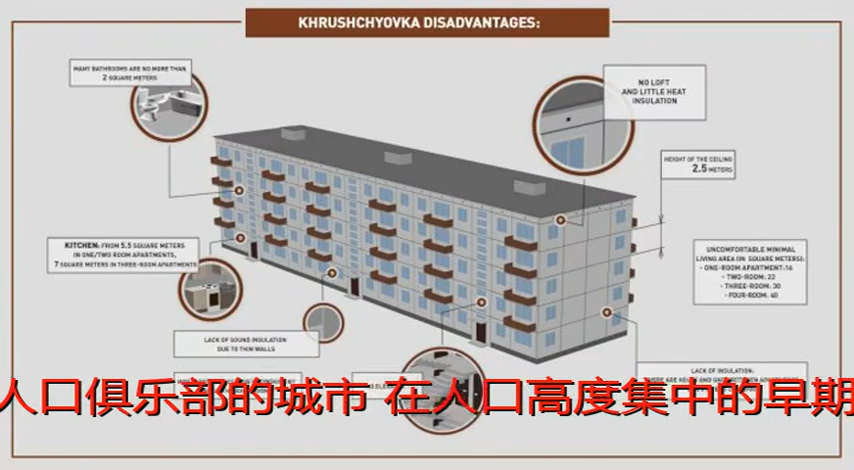 KHRUSHCHYOVKA DISADVANTAGES:
MANY BATHROOMS ARE NO MORE THAN
2 SQUARE METERS
NO LOFT
AND LITTLE HEAT
INSULATION
HEIGHT OF THE CEILING
2.5 METERS
KITCHEN: FROM 5.5 SQUARE METERS
IN ONE/TWO ROOM APARTMENTS,
7 SQUARE METERS IN THREE-ROOM APARTMENTS
UNCOMFORTABLE MINIMAL
LIVING AREA (IN SQUARE METERS):
- ONE-ROOM APARTMENT:16
- TWO-ROOM: 22
- THREE-ROOM: 30
- FOUR-ROOM: 40
LACK OF SOUND INSULATION
DUE TO THIN WALLS
LACK OF INSULATION:
人口俱乐部的城市 在人口高度集中的早期